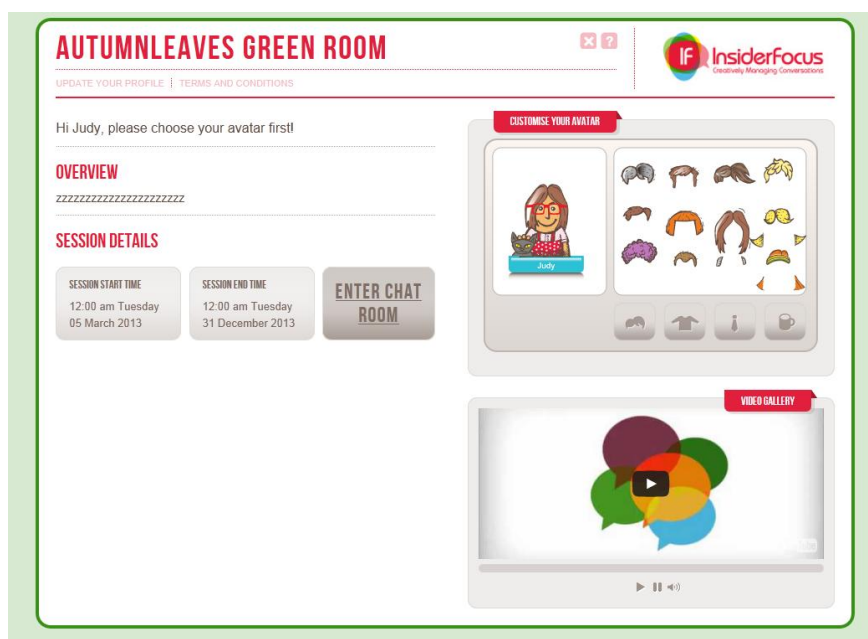 AUTUMNLEAVES GREEN ROOM
UPDATE YOUR PROFILE
TERMS AND CONDITIONS
IF InsiderFocus
Creatively Managing Conversations
Hi Judy, please choose your avatar first!
OVERVIEW
zzzzzzzzzzzzzzzzzzzzzzz
SESSION DETAILS
SESSION START TIME
12:00 am Tuesday
05 March 2013
SESSION END TIME
12:00 am Tuesday
31 December 2013
ENTER CHAT
ROOM
CUSTOMISE YOUR AVATAR
Judy
VIDEO GALLERY